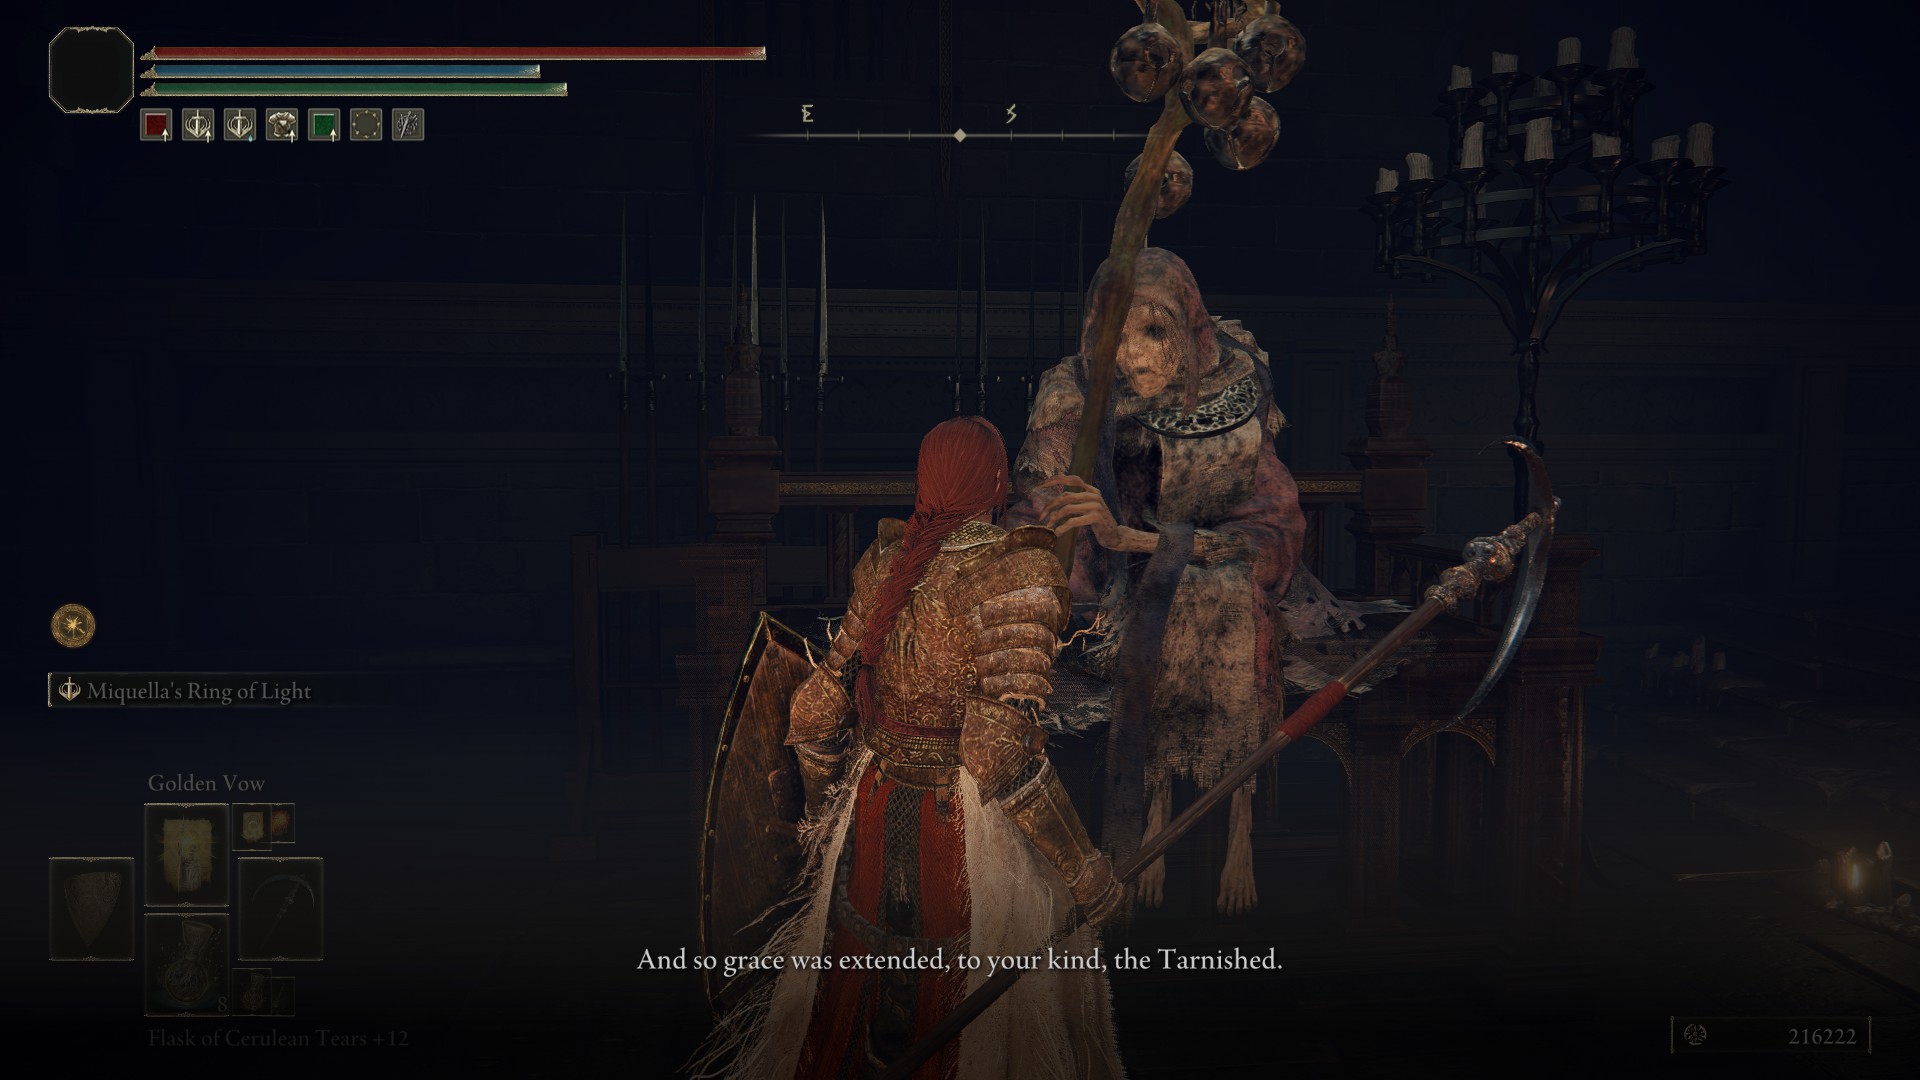 E
S
Miquella's Ring of Light
Golden Vow
8
Flask of Cerulean Tears +12
And so grace was extended, to your kind, the Tarnished.
216222